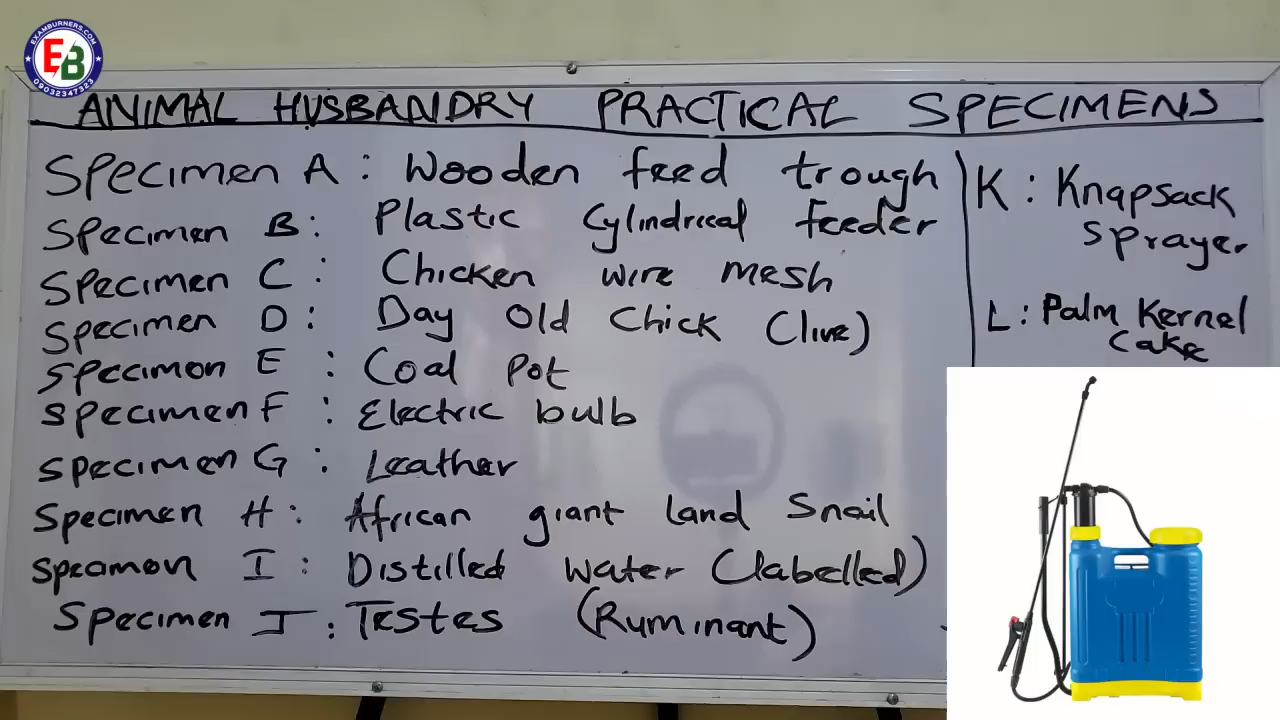 EXAMBURNERS.COM
EB
09032347323
ANIMAL HUSBANDRY PRACTICAL SPECIMENS
Specimen A : Wooden feed trough
Specimen B : Plastic Cylindrical feeder
Specimen C : Chicken wire mesh
Specimen D : Day Old Chick (live)
Specimen E : Coal Pot
Specimen F : Electric bulb
Specimen G : Leather
Specimen H : African giant land Snail
Specimen I : Distilled water (labelled)
Specimen J : Testes (Ruminant)
K : Knapsack
Sprayer
L : Palm Kernel
Cake